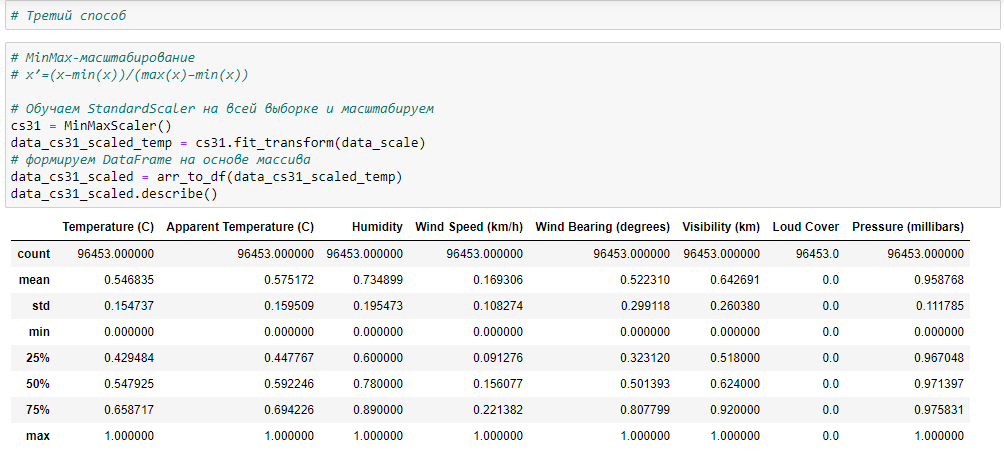 # Третий способ
# MinMax-масштабирование
# x’=(x−min(x))/(max(x)−min(x))
# Обучаем StandardScaler на всей выборке и масштабируем
cs31 = MinMaxScaler()
data_cs31_scaled_temp = cs31.fit_transform(data_scale)
# формируем DataFrame на основе массива
data_cs31_scaled = arr_to_df(data_cs31_scaled_temp)
data_cs31_scaled.describe()
Temperature (C) Apparent Temperature (C) Humidity Wind Speed (km/h) Wind Bearing (degrees) Visibility (km) Loud Cover Pressure (millibars)
count 96453.000000 96453.000000 96453.000000 96453.000000 96453.000000 96453.000000 96453.0 96453.000000
mean 0.546835 0.575172 0.734899 0.169306 0.522310 0.642691 0.0 0.958768
std 0.154737 0.159509 0.195473 0.108274 0.299118 0.260380 0.0 0.111785
min 0.000000 0.000000 0.000000 0.000000 0.000000 0.000000 0.0 0.000000
25% 0.429484 0.447767 0.600000 0.091276 0.323120 0.518000 0.0 0.967048
50% 0.547925 0.592246 0.780000 0.156077 0.501393 0.624000 0.0 0.971397
75% 0.658717 0.694226 0.890000 0.221382 0.807799 0.920000 0.0 0.975831
max 1.000000 1.000000 1.000000 1.000000 1.000000 1.000000 0.0 1.000000